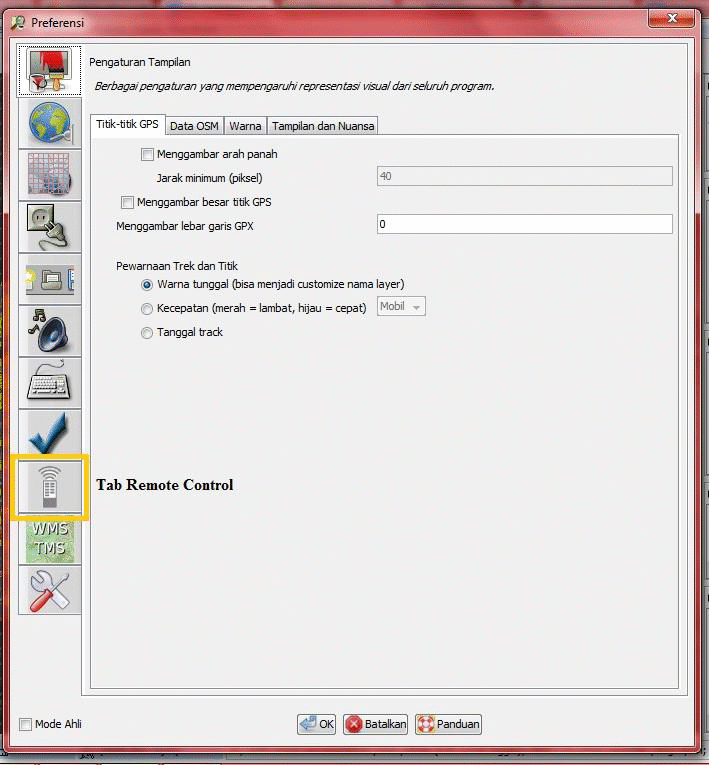 Preferensi
Pengaturan Tampilan
Berbagai pengaturan yang mempengaruhi representasi visual dari seluruh program.
Titik-titik GPS Data OSM Warna Tampilan dan Nuansa
Menggambar arah panah
Jarak minimum (piksel) 40
Menggambar besar titik GPS
Menggambar lebar garis GPX 0
Pewarnaan Trek dan Titik
Warna tunggal (bisa menjadi customize nama layer)
Kecepatan (merah = lambat, hijau = cepat) Mobil
Tanggal track
Tab Remote Control
WMS
TMS
Mode Ahli OK Batalkan Panduan